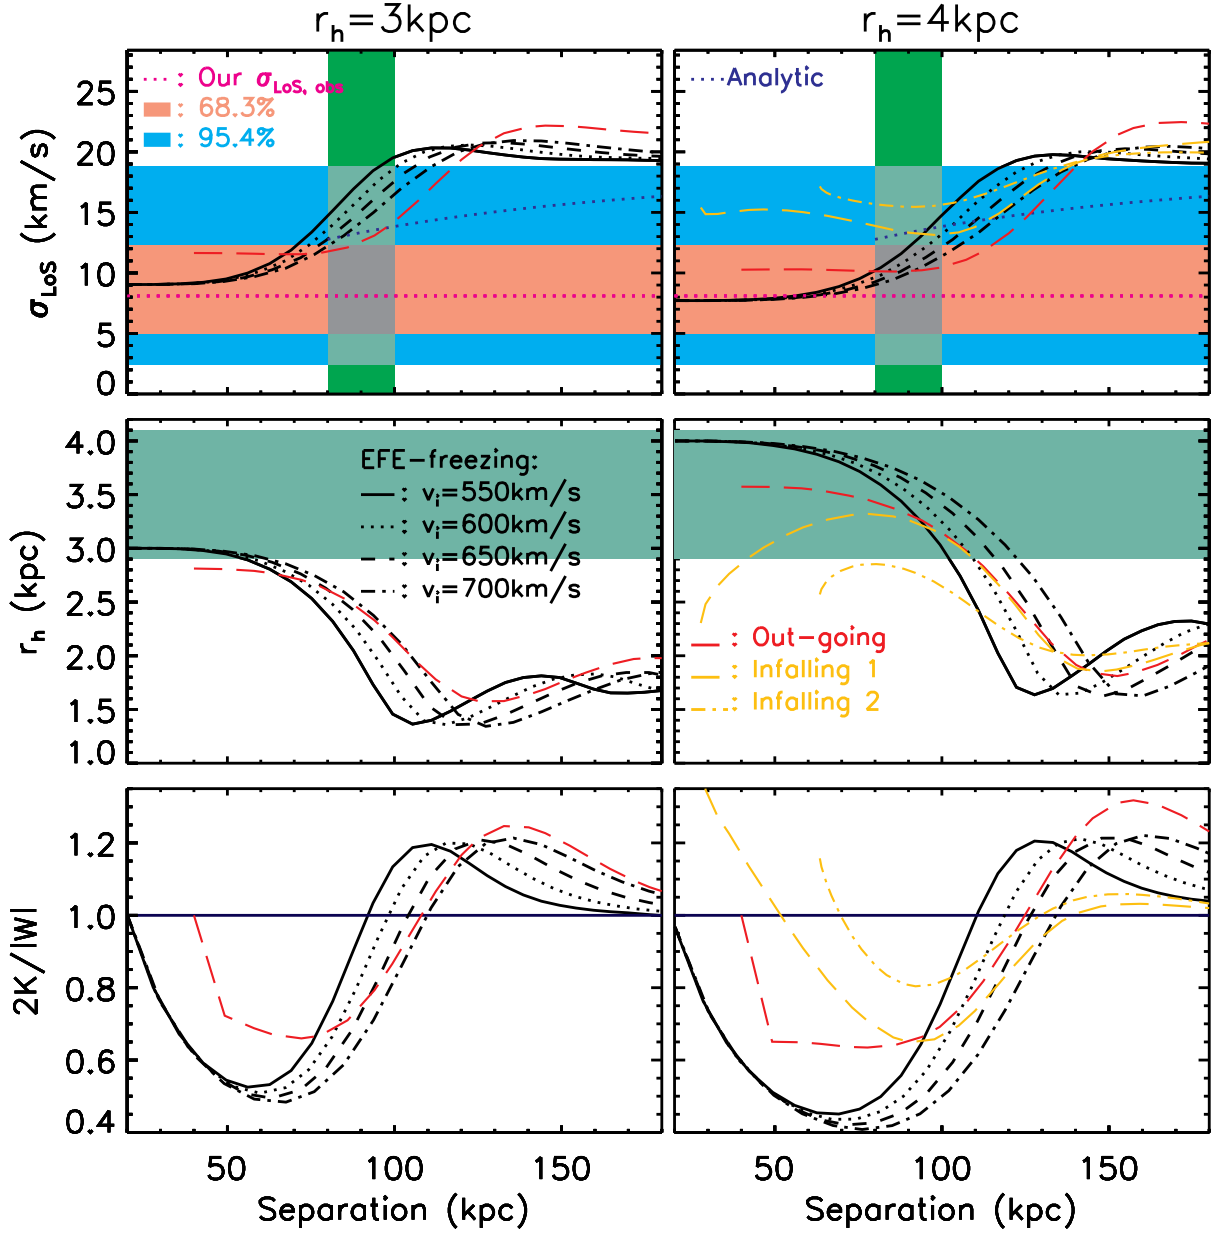 r_h=3kpc r_h=4kpc
: Our σ_LoS, obs
: 68.3%
: 95.4%
Analytic
25
20
15
10
5
0
σ_LoS (km/s)
EFE-freezing:
: v_i=550km/s
: v_i=600km/s
: v_i=650km/s
: v_i=700km/s
: Out-going
: Infalling 1
: Infalling 2
4.0
3.5
3.0
2.5
2.0
1.5
1.0
r_h (kpc)
1.2
1.0
0.8
0.6
0.4
2K/|W|
50 100 150 50 100 150
Separation (kpc) Separation (kpc)